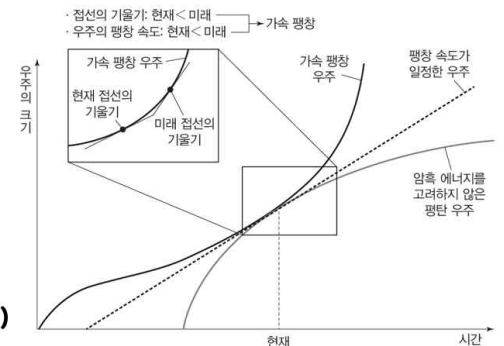 · 접선의 기울기: 현재< 미래
· 우주의 팽창 속도: 현재< 미래
가속 팽창
가속 팽창 우주
현재 접선의
기울기
미래 접선의
기울기
가속 팽창
우주
팽창 속도가
일정한 우주
암흑 에너지를
고려하지 않은
평탄 우주
우주의 크기
)
현재
시간